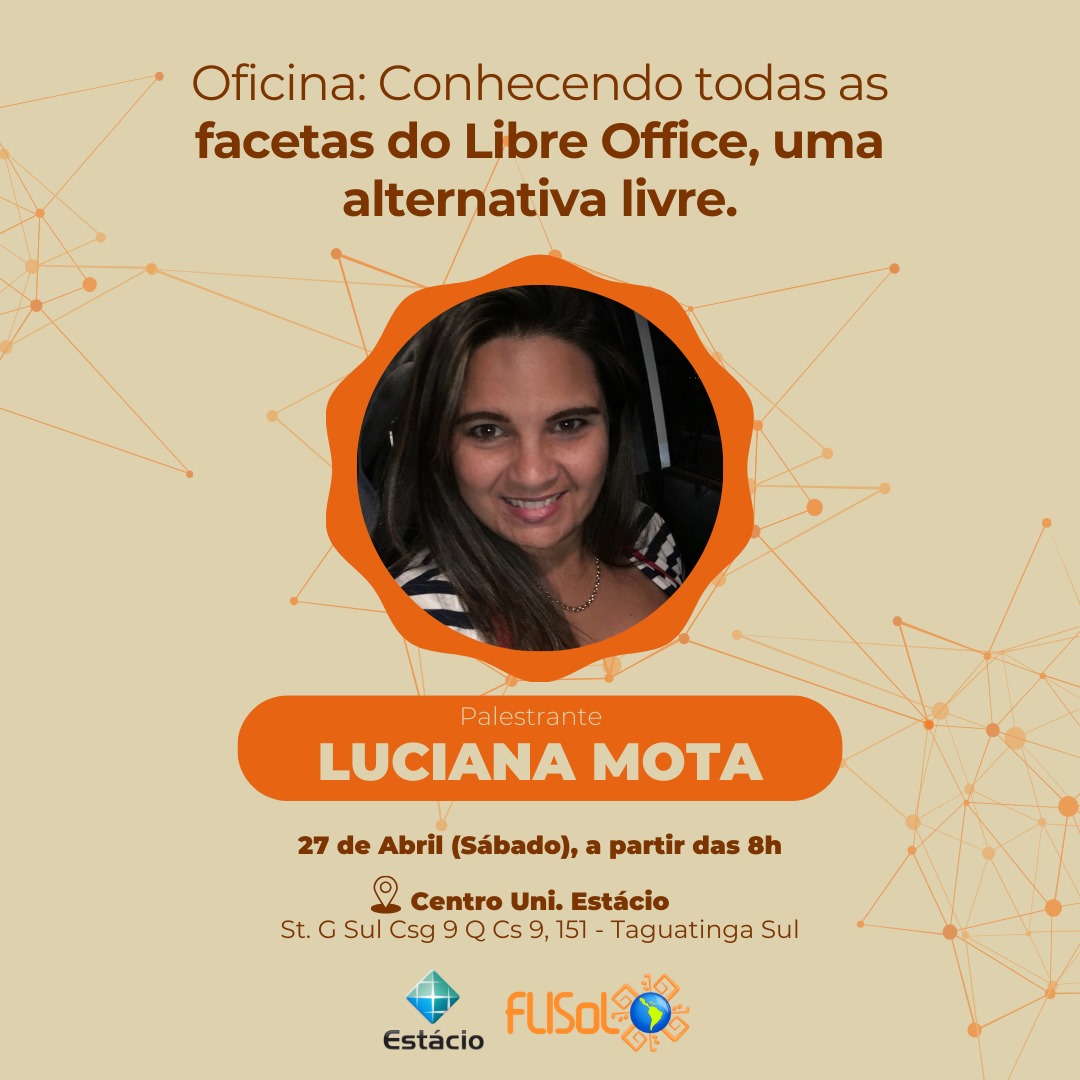 Oficina: Conhecendo todas as
facetas do Libre Office, uma
alternativa livre.
Palestrante
LUCIANA MOTA
27 de Abril (Sábado), a partir das 8h
Centro Uni. Estácio
St. G Sul Csg 9 Q Cs 9, 151 - Taguatinga Sul
Estácio
FLISoL